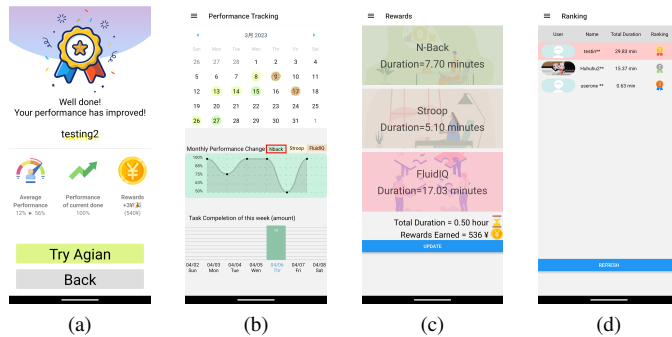 Well done!
Your performance has improved!
testing2
Average Performance
12% ▸ 56%
Performance of current done
100%
Rewards
+3¥🎉
(540¥)
Try Agian
Back
(a)
Performance Tracking
3月 2023
Sun Mon Tue Wed Thu Fri Sat
26 27 28 1 2 3 4
5 6 7 8 9 10 11
12 13 14 15 16 17 18
19 20 21 22 23 24 25
26 27 28 29 30 31 1
Monthly Performance Change Nback Stroop FluidIQ
100%
88%
75%
63%
50%
Task Compeletion of this week (amount)
04/02 04/03 04/04 04/05 04/06 04/07 04/08
Sun Mon Tue Wed Thr Fri Sat
(b)
Rewards
N-Back
Duration=7.70 minutes
Stroop
Duration=5.10 minutes
FluidIQ
Duration=17.03 minutes
Total Duration = 0.50 hour
Rewards Earned = 536 ¥
UPDATE
(c)
Ranking
User Name Total Duration Ranking
testin** 29.83 min
Huhuhu2** 15.37 min
userone ** 0.63 min
REFRESH
(d)